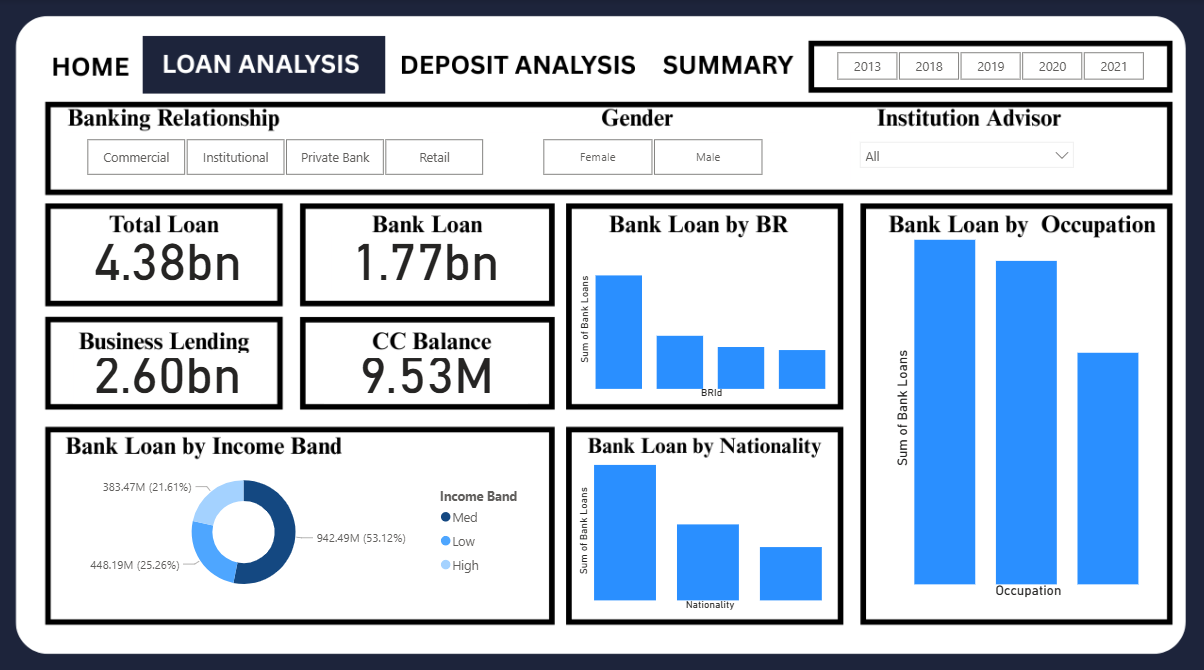 HOME LOAN ANALYSIS DEPOSIT ANALYSIS SUMMARY
2013 2018 2019 2020 2021
Banking Relationship
Commercial Institutional Private Bank Retail
Gender
Female Male
Institution Advisor
All
Total Loan
4.38bn
Bank Loan
1.77bn
Business Lending
2.60bn
CC Balance
9.53M
Bank Loan by BR
Sum of Bank Loans
BRId
Bank Loan by Occupation
Sum of Bank Loans
Occupation
Bank Loan by Income Band
383.47M (21.61%)
942.49M (53.12%)
448.19M (25.26%)
Income Band
Med
Low
High
Bank Loan by Nationality
Sum of Bank Loans
Nationality